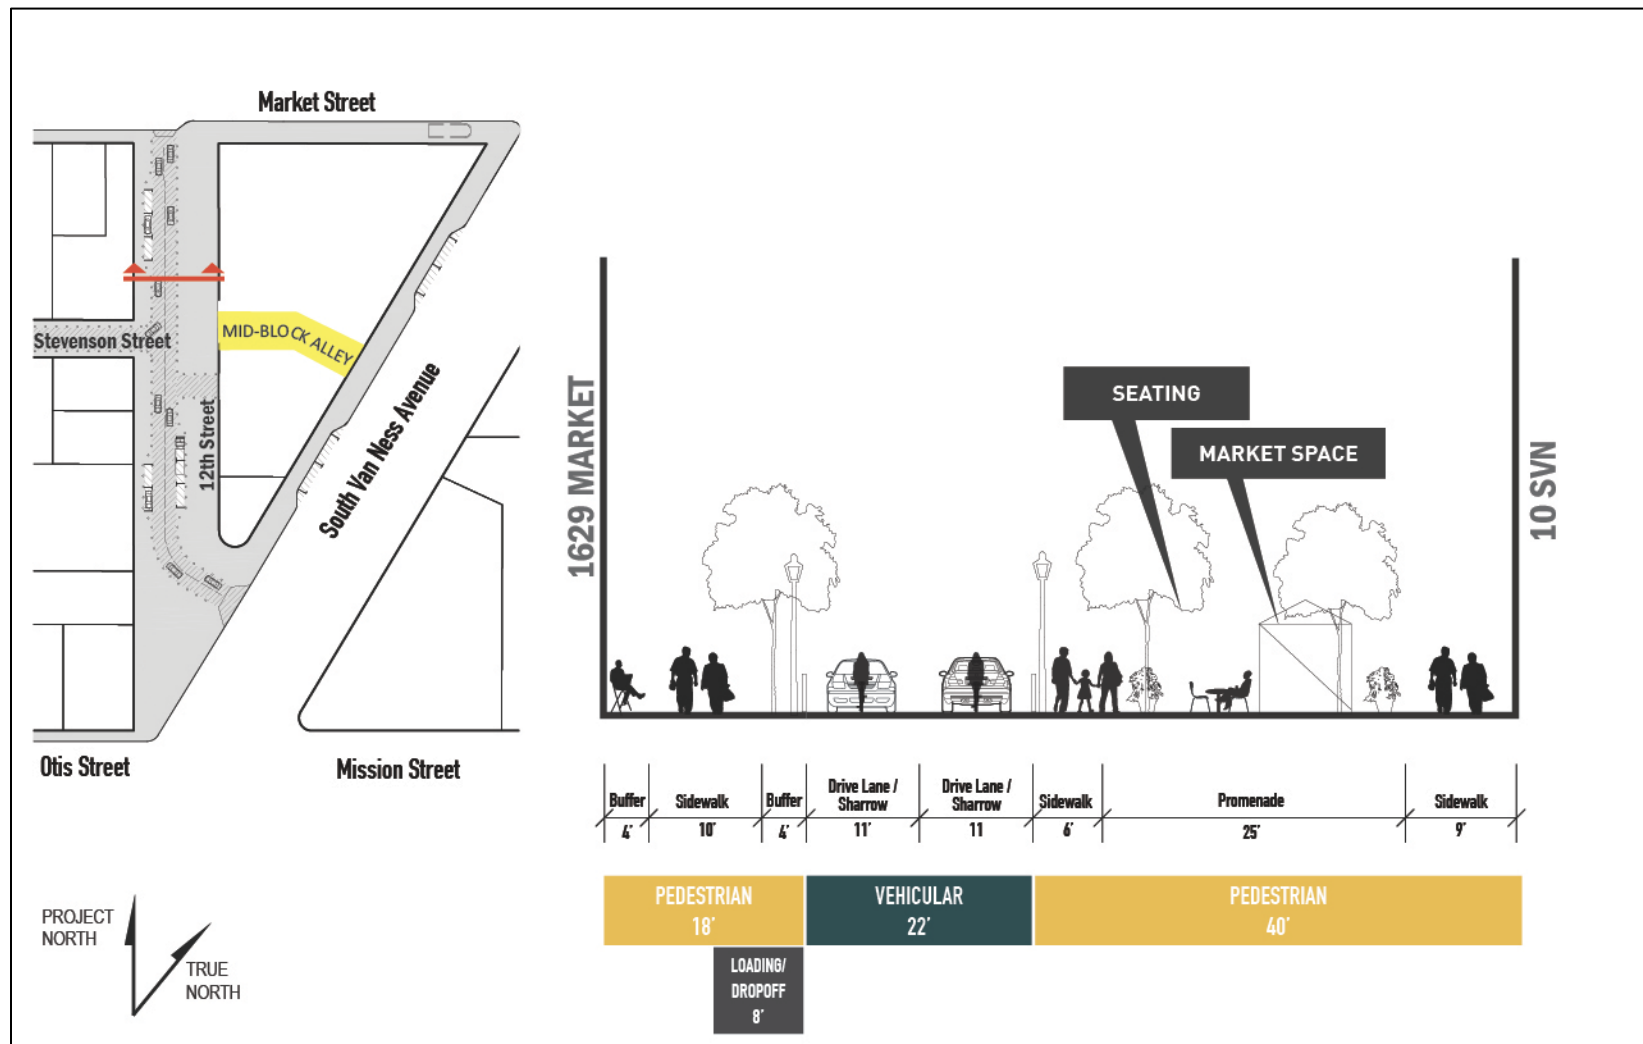 Market Street
MID-BLOCK ALLEY
Stevenson Street
12th Street
South Van Ness Avenue
Otis Street
Mission Street
PROJECT
NORTH
TRUE
NORTH
1629 MARKET
SEATING
MARKET SPACE
10 SVN
Buffer
Sidewalk
Buffer
Drive Lane /
Sharrow
Drive Lane /
Sharrow
Sidewalk
Promenade
Sidewalk
4'
10'
4'
11'
11
6'
25'
9'
PEDESTRIAN
18'
VEHICULAR
22'
PEDESTRIAN
40'
LOADING/
DROPOFF
8'